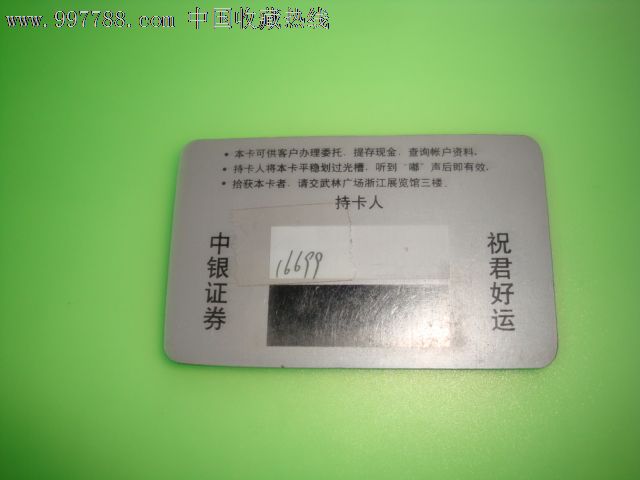 www.997788.com 中国收藏热线
• 本卡可供客户办理委托，提存现金，查询帐户资料。
• 持卡人将本卡平稳划过光槽，听到“嘟”声后即有效。
• 拾获本卡者，请交武林广场浙江展览馆三楼。
持卡人
中银证券
16699
祝君好运